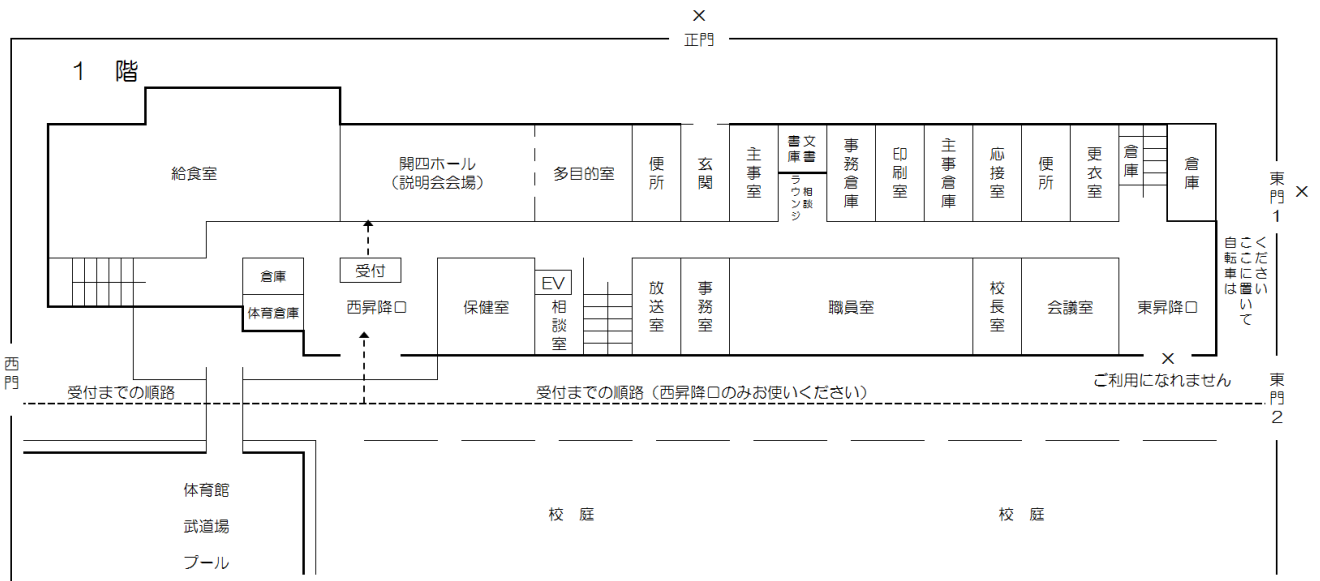 ×
正門
1 階
給食室
開四ホール
(説明会会場)
多目的室
便所
玄関
主事室
文書
書庫
相談
ラウンジ
事務倉庫
印刷室
主事倉庫
応接室
便所
更衣室
倉庫
倉庫
東門1
×
自転車は
ここに置いて
ください
倉庫
体育倉庫
受付
西昇降口
保健室
EV
相談室
放送室
事務室
職員室
校長室
会議室
東昇降口
×
ご利用になれません
西門
受付までの順路
受付までの順路(西昇降口のみお使いください)
東門2
体育館
武道場
プール
校 庭
校 庭